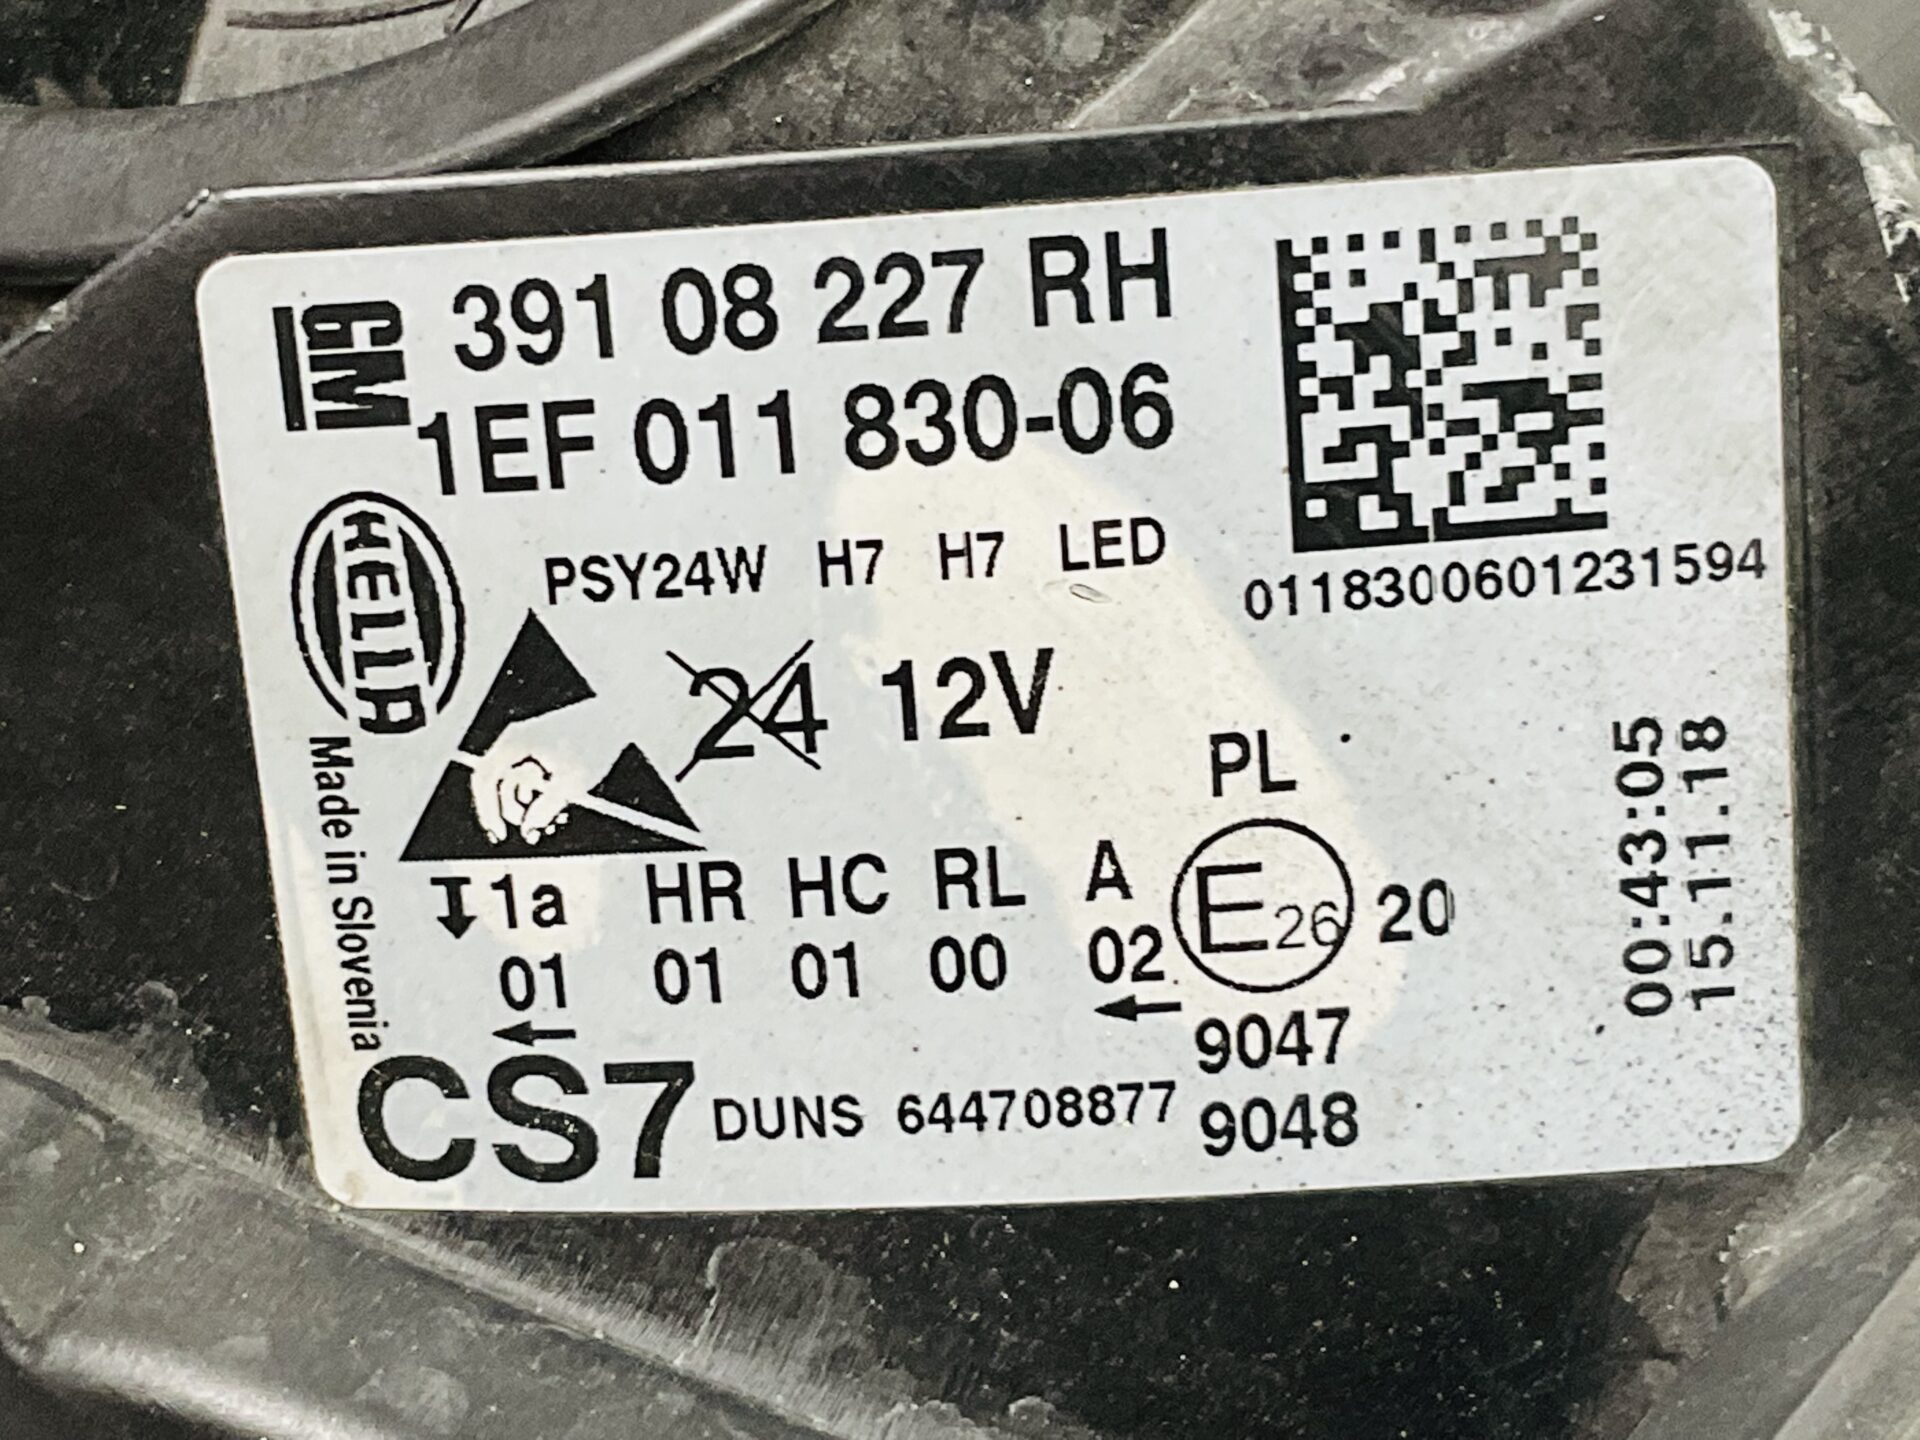 GM
391 08 227 RH
1EF 011 830-06
HELLA
PSY24W H7 H7 LED
0118300601231594
24 12V
Made in Slovenia
PL
1a HR HC RL A
E26 20
01 01 01 00 02
9047
9048
CS7 DUNS 644708877
00:43:05
15.11.18